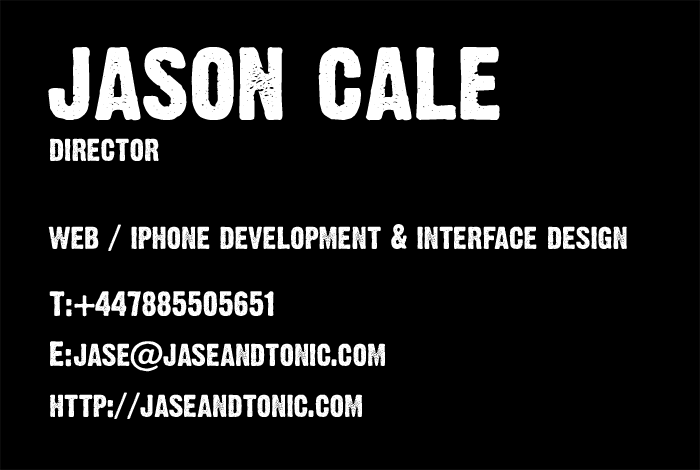 JASON CALE
DIRECTOR
WEB / IPHONE DEVELOPMENT & INTERFACE DESIGN
T:+447885505651
E:JASE@JASEANDTONIC.COM
HTTP://JASEANDTONIC.COM